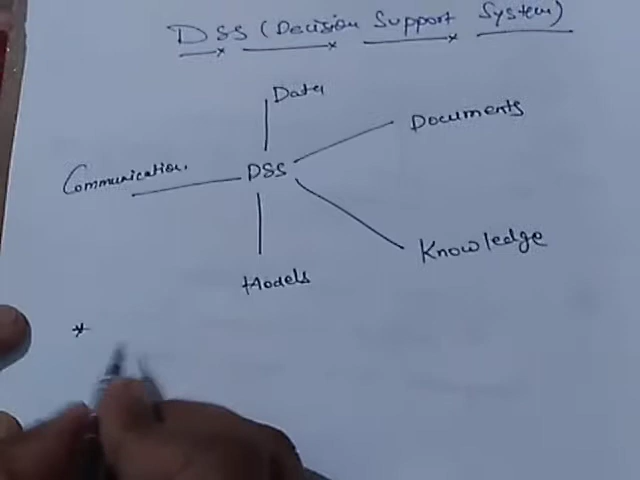 DSS (Decision Support System)
Data
Documents
Communication.
DSS
Knowledge
Models
*